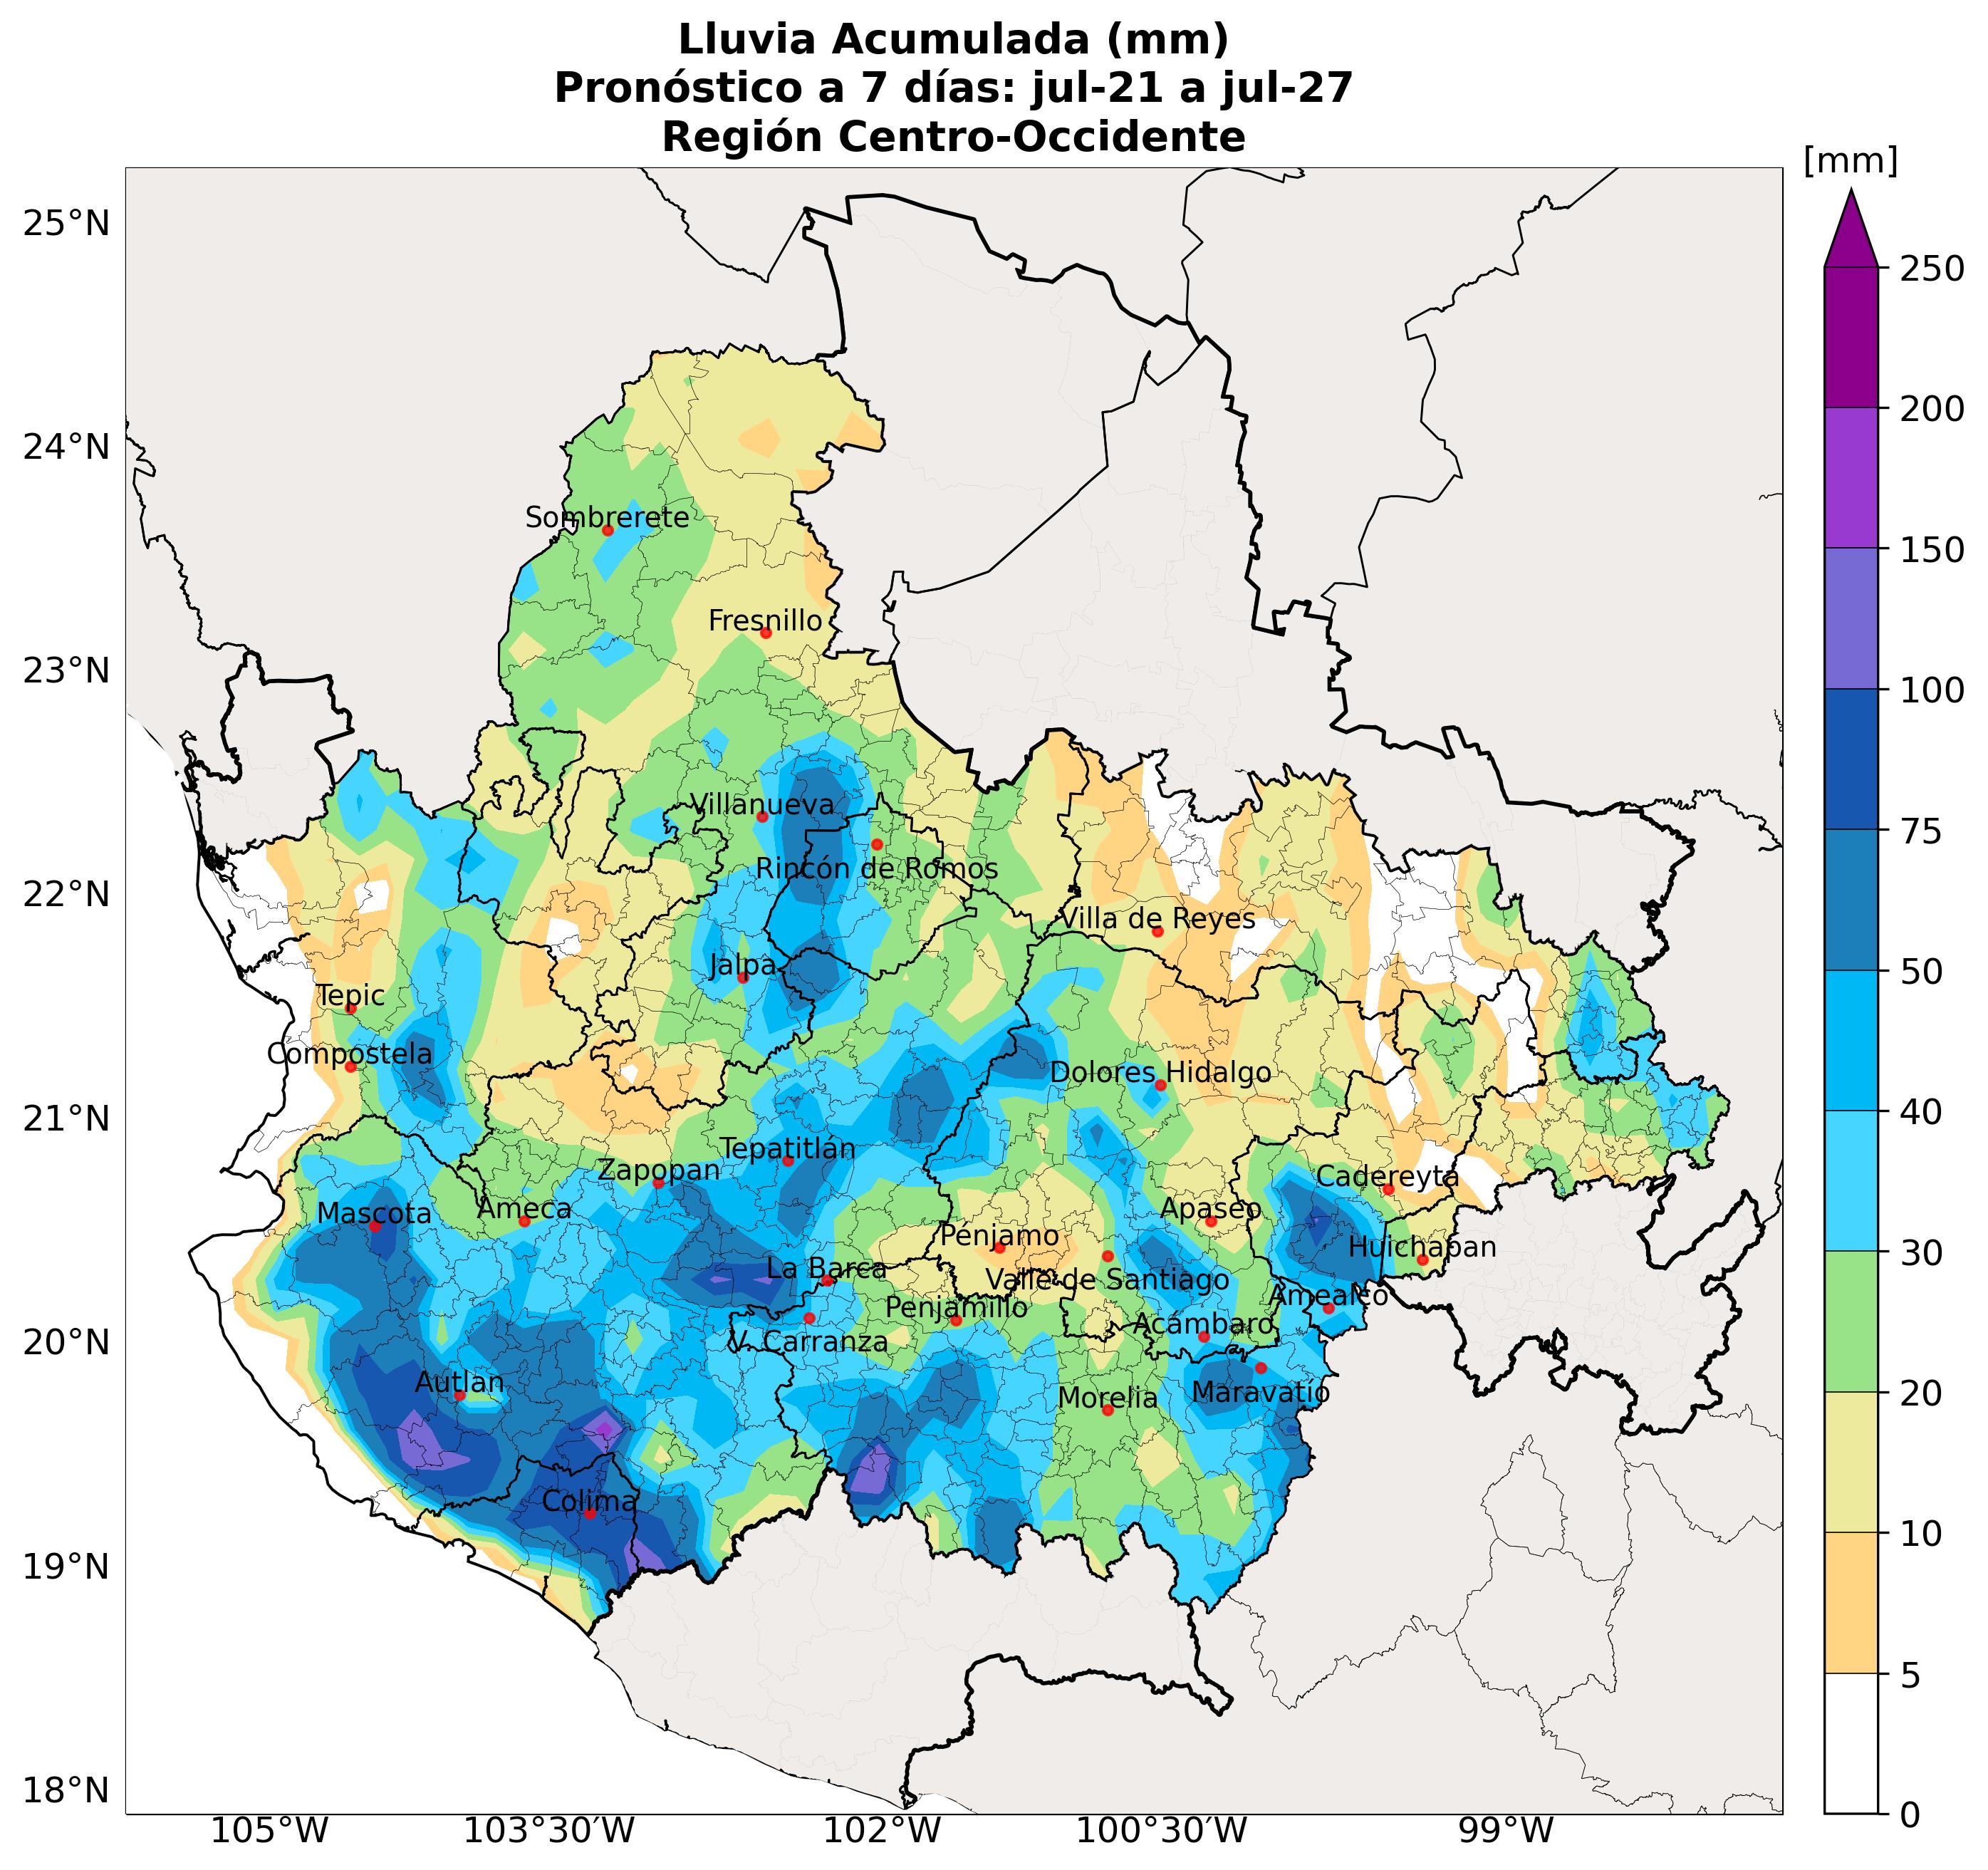 Lluvia Acumulada (mm)
Pronóstico a 7 días: jul-21 a jul-27
Región Centro-Occidente
[mm]
25°N
24°N
23°N
22°N
21°N
20°N
19°N
18°N
Sombrerete
Fresnillo
Villanueva
Rincón de Romos
Villa de Reyes
Jalpa
Tepic
Compostela
Dolores Hidalgo
Tepatitlán
Zapopan
Cadereyta
Mascota
Ameca
Apaseo
Pénjamo
Huichapan
La Barca
Valle de Santiago
Amealco
Penjamillo
Acámbaro
V. Carranza
Autlán
Morelia
Maravatío
Colima
105°W
103°30'W
102°W
100°30'W
99°W
250
200
150
100
75
50
40
30
20
10
5
0